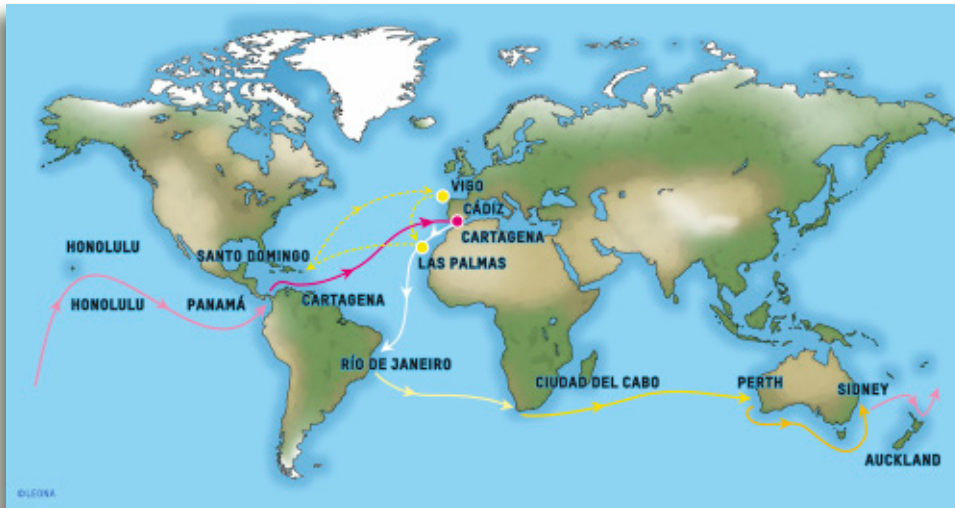 VIGO
CÁDIZ
HONOLULU
CARTAGENA
SANTO DOMINGO
LAS PALMAS
HONOLULU
PANAMÁ
CARTAGENA
RÍO DE JANEIRO
CIUDAD DEL CABO
PERTH
SIDNEY
AUCKLAND
©LEONA